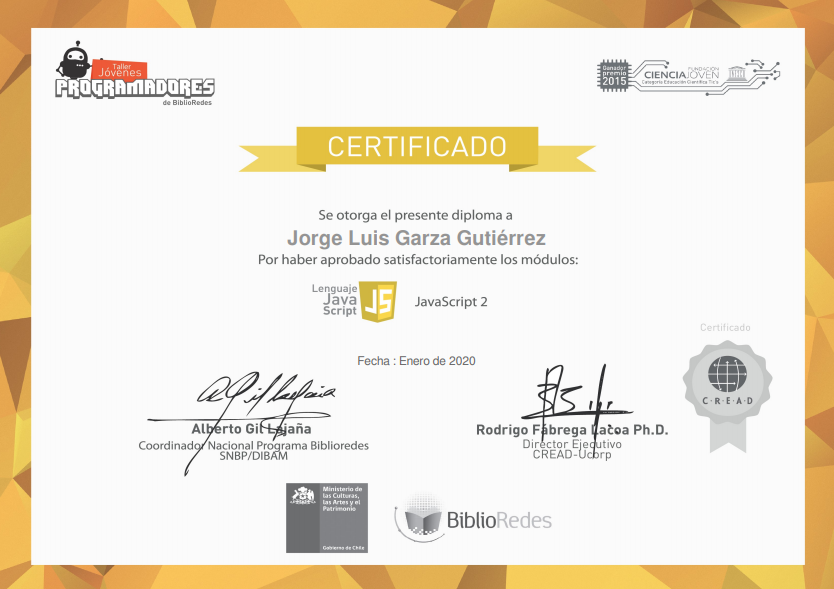 Taller
Jóvenes
PROGRAMADORES
de BiblioRedes
Ganador
premio
2015
FUNDACIÓN
CIENCIAJOVEN
Categoría Educación Científica Tic's
CERTIFICADO
Se otorga el presente diploma a
Jorge Luis Garza Gutiérrez
Por haber aprobado satisfactoriamente los módulos:
Lenguaje
Java
Script
JS
JavaScript 2
Certificado
Fecha : Enero de 2020
C·R·E·A·D
Alberto Gil Lajaña
Coordinador Nacional Programa Biblioredes
SNBP/DIBAM
Rodrigo Fábrega Lacoa Ph.D.
Director Ejecutivo
CREAD-Ucorp
Ministerio de
las Culturas,
las Artes y el
Patrimonio
Gobierno de Chile
BiblioRedes